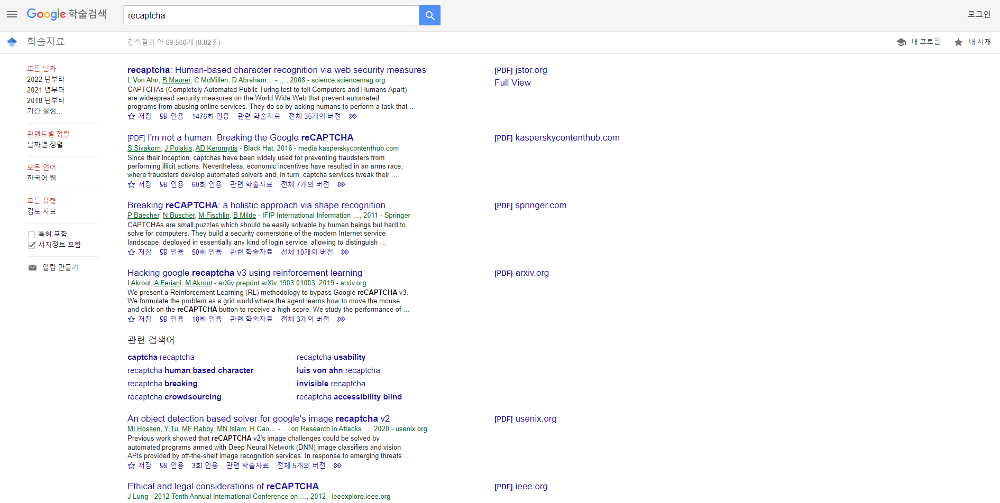 Google 학술검색
recaptcha
로그인
학술자료
검색결과 약 69,500개 (0.02초)
내 프로필
내 서재
모든 날짜
2022 년부터
2021 년부터
2018 년부터
기간 설정...
관련도별 정렬
날짜별 정렬
모든 언어
한국어 웹
모든 유형
검토 자료
특허 포함
서지정보 포함
알림 만들기
recaptcha: Human-based character recognition via web security measures
L Von Ahn, B Maurer, C McMillen, D Abraham… - …, 2008 - science.sciencemag.org
CAPTCHAs (Completely Automated Public Turing test to tell Computers and Humans Apart)
are widespread security measures on the World Wide Web that prevent automated
programs from abusing online services. They do so by asking humans to perform a task that …
저장 인용 1476회 인용 관련 학술자료 전체 35개의 버전
[PDF] jstor.org
Full View
[PDF] I'm not a human: Breaking the Google reCAPTCHA
S Sivakorn, J Polakis, AD Keromytis - Black Hat, 2016 - media.kasperskycontenthub.com
Since their inception, captchas have been widely used for preventing fraudsters from
performing illicit actions. Nevertheless, economic incentives have resulted in an arms race,
where fraudsters develop automated solvers and, in turn, captcha services tweak their …
저장 인용 60회 인용 관련 학술자료 전체 7개의 버전
[PDF] kasperskycontenthub.com
Breaking reCAPTCHA: a holistic approach via shape recognition
P Baecher, N Büscher, M Fischlin, B Milde - IFIP International Information …, 2011 - Springer
CAPTCHAs are small puzzles which should be easily solvable by human beings but hard to
solve for computers. They build a security cornerstone of the modern Internet service
landscape, deployed in essentially any kind of login service, allowing to distinguish …
저장 인용 50회 인용 관련 학술자료 전체 10개의 버전
[PDF] springer.com
Hacking google recaptcha v3 using reinforcement learning
I Akrout, A Feriani, M Akrout - arXiv preprint arXiv:1903.01003, 2019 - arxiv.org
We present a Reinforcement Learning (RL) methodology to bypass Google reCAPTCHA v3.
We formulate the problem as a grid world where the agent learns how to move the mouse
and click on the reCAPTCHA button to receive a high score. We study the performance of …
저장 인용 18회 인용 관련 학술자료 전체 3개의 버전
[PDF] arxiv.org
관련 검색어
captcha recaptcha
recaptcha usability
recaptcha human based character
luis von ahn recaptcha
recaptcha breaking
invisible recaptcha
recaptcha crowdsourcing
recaptcha accessibility blind
An object detection based solver for google's image recaptcha v2
MI Hossen, Y Tu, MF Rabby, MN Islam, H Cao… - … on Research in Attacks …, 2020 - usenix.org
Previous work showed that reCAPTCHA v2's image challenges could be solved by
automated programs armed with Deep Neural Network (DNN) image classifiers and vision
APIs provided by off-the-shelf image recognition services. In response to emerging threats …
저장 인용 3회 인용 관련 학술자료 전체 5개의 버전
[PDF] usenix.org
Ethical and legal considerations of reCAPTCHA
J Lung - 2012 Tenth Annual International Conference on …, 2012 - ieeexplore.ieee.org
[PDF] ieee.org